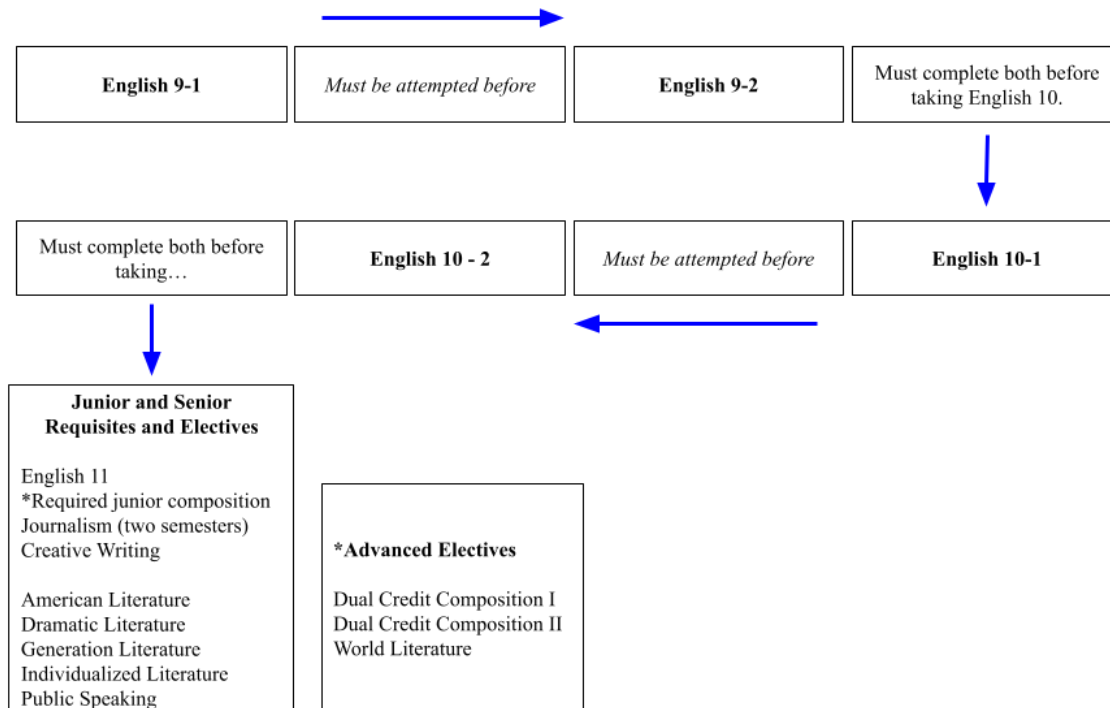 English 9-1
Must be attempted before
English 9-2
Must complete both before
taking English 10.
English 10-1
Must be attempted before
English 10 - 2
Must complete both before
taking…
Junior and Senior
Requisites and Electives
English 11
*Required junior composition
Journalism (two semesters)
Creative Writing
American Literature
Dramatic Literature
Generation Literature
Individualized Literature
Public Speaking
*Advanced Electives
Dual Credit Composition I
Dual Credit Composition II
World Literature